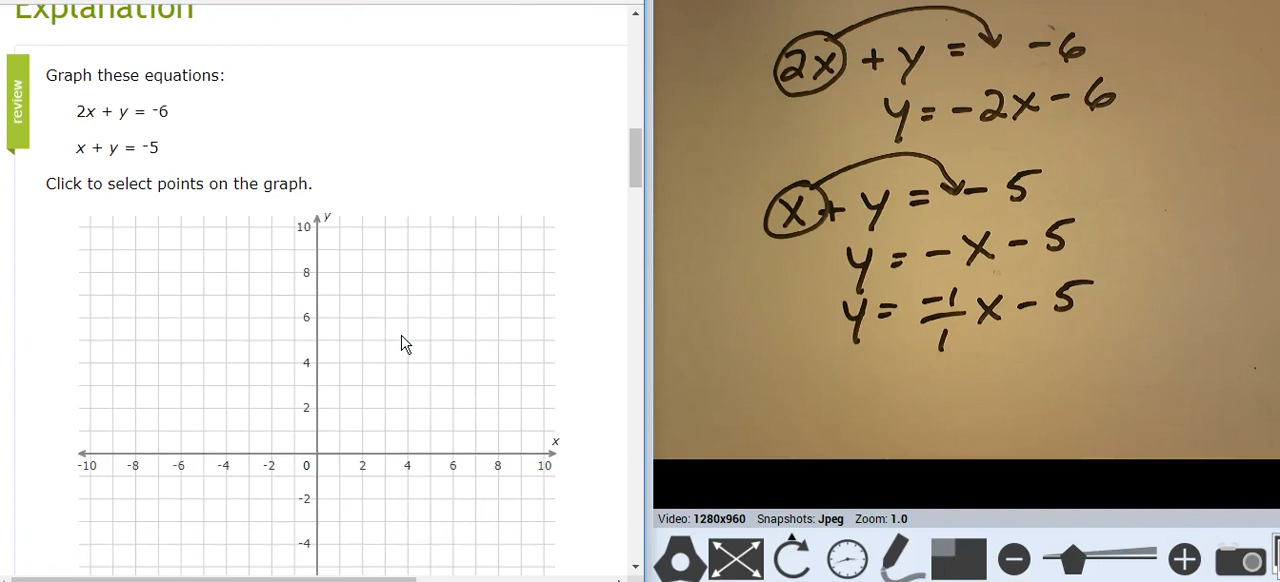 Explanation
review
Graph these equations:
2x + y = -6
x + y = -5
Click to select points on the graph.
y
10
8
6
4
2
x
-10 -8 -6 -4 -2 0 2 4 6 8 10
-2
-4
2x + y = -6
y = -2x - 6
x + y = - 5
y = - x - 5
y = -1/1 x - 5
Video: 1280x960 Snapshots: Jpeg Zoom: 1.0